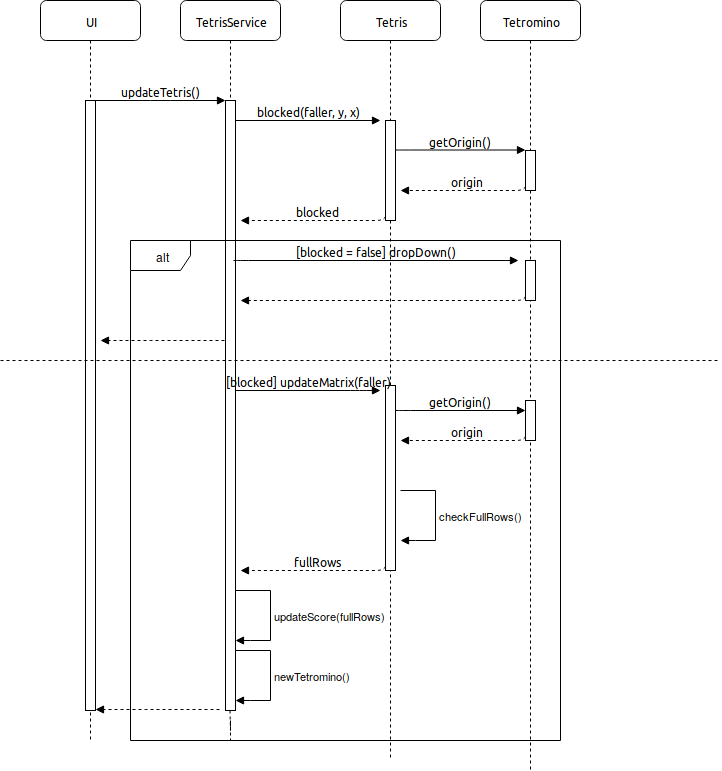 UI
TetrisService
Tetris
Tetromino
updateTetris()
blocked(faller, y, x)
getOrigin()
origin
blocked
alt
[blocked = false] dropDown()
[blocked] updateMatrix(faller)
getOrigin()
origin
checkFullRows()
fullRows
updateScore(fullRows)
newTetromino()